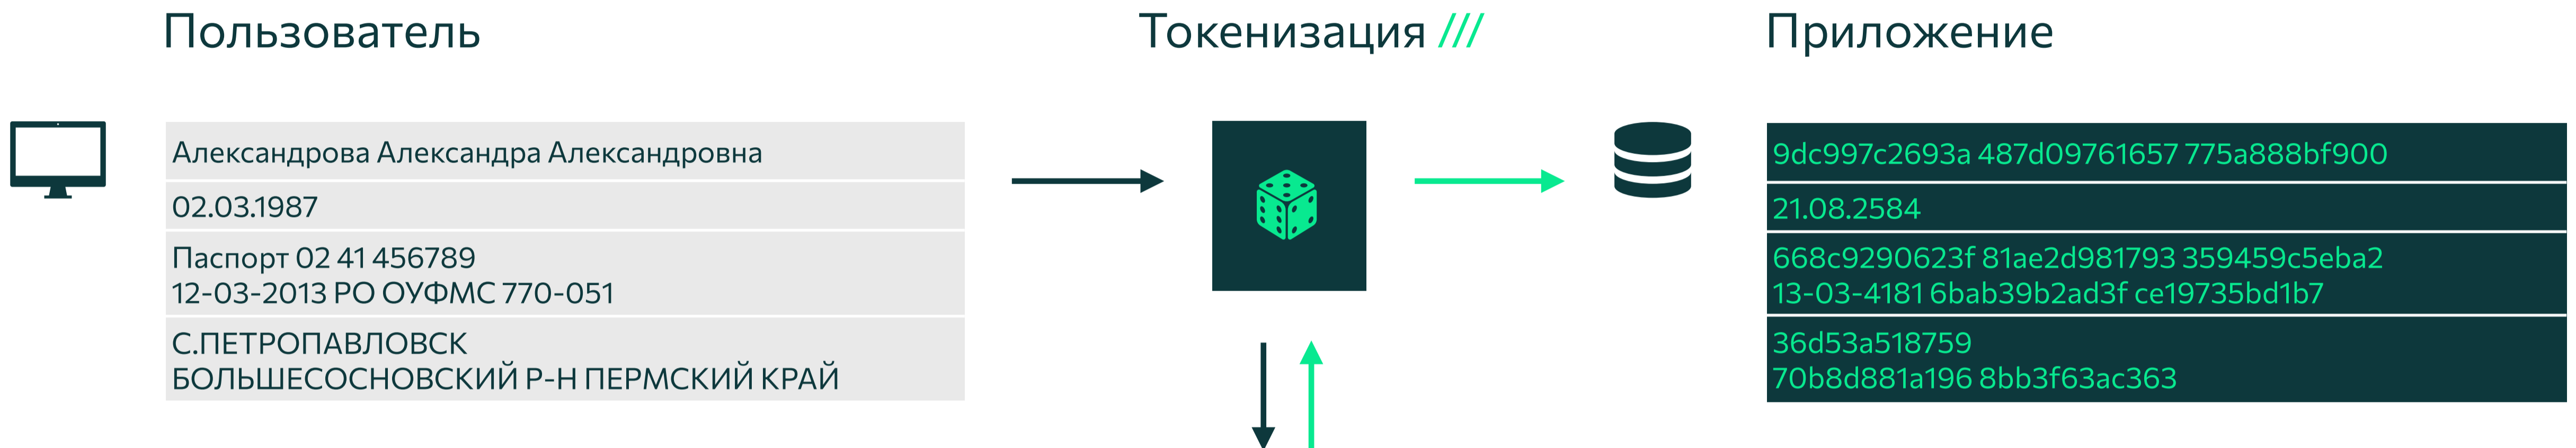 Пользователь
Токенизация ///
Приложение
Александрова Александра Александровна
02.03.1987
Паспорт 02 41 456789
12-03-2013 РО ОУФМС 770-051
С.ПЕТРОПАВЛОВСК
БОЛЬШЕСОСНОВСКИЙ Р-Н ПЕРМСКИЙ КРАЙ
9dc997c2693a 487d09761657 775a888bf900
21.08.2584
668c9290623f 81ae2d981793 359459c5eba2
13-03-4181 6bab39b2ad3f ce19735bd1b7
36d53a518759
70b8d881a196 8bb3f63ac363